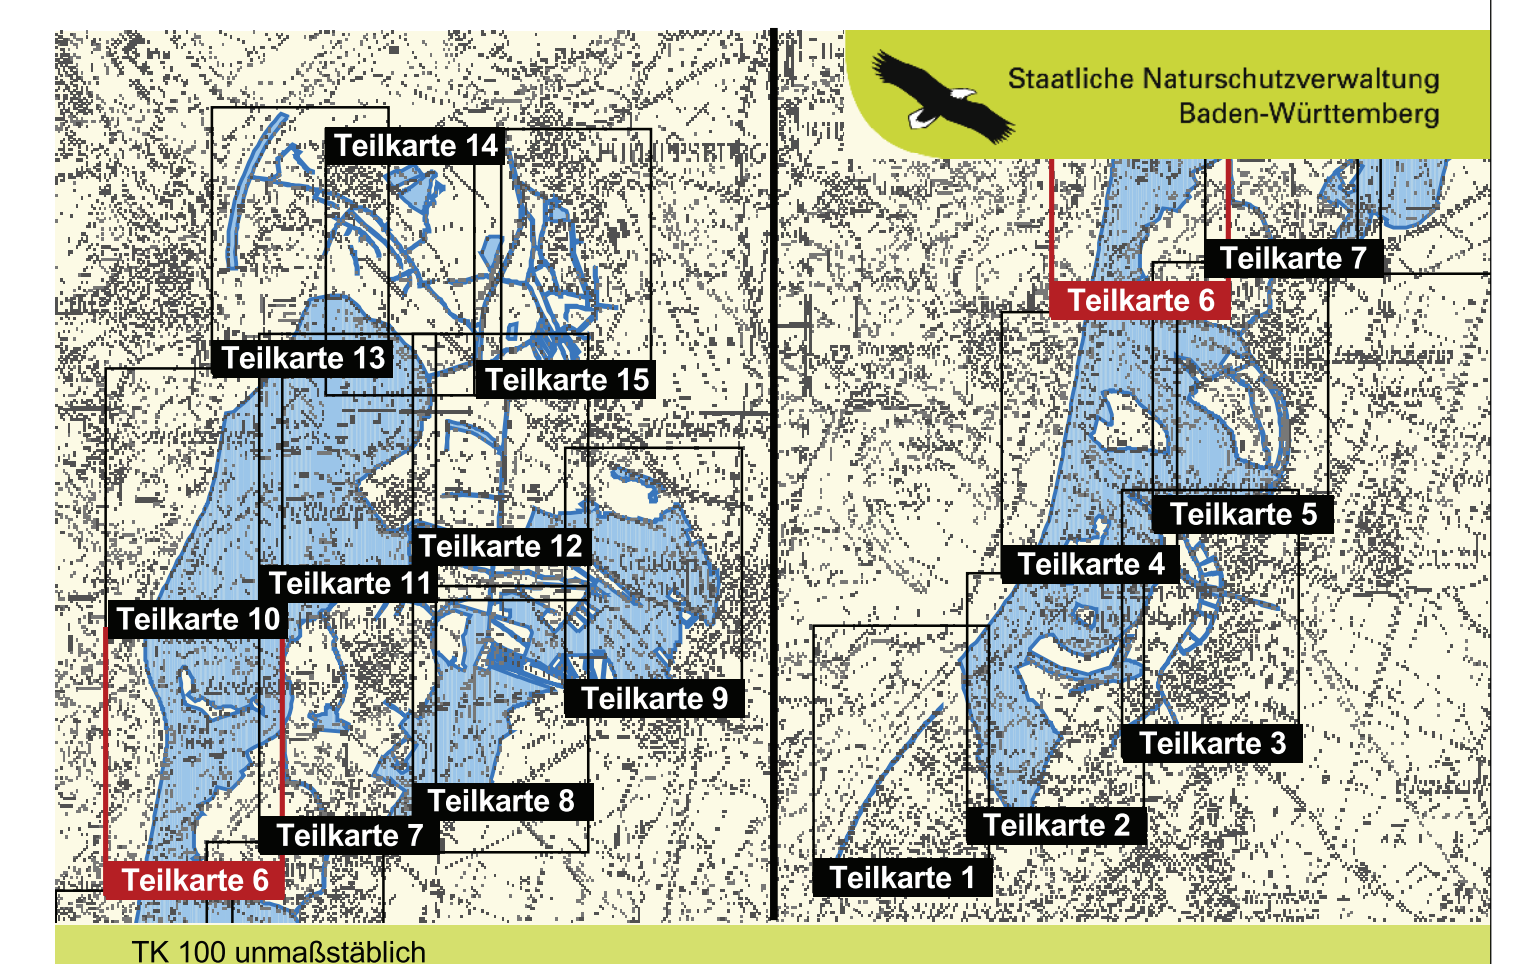 Staatliche Naturschutzverwaltung
Baden-Württemberg
Teilkarte 14
Teilkarte 13
Teilkarte 15
Teilkarte 12
Teilkarte 11
Teilkarte 10
Teilkarte 9
Teilkarte 8
Teilkarte 7
Teilkarte 6
Teilkarte 7
Teilkarte 6
Teilkarte 5
Teilkarte 4
Teilkarte 3
Teilkarte 2
Teilkarte 1
TK 100 unmaßstäblich